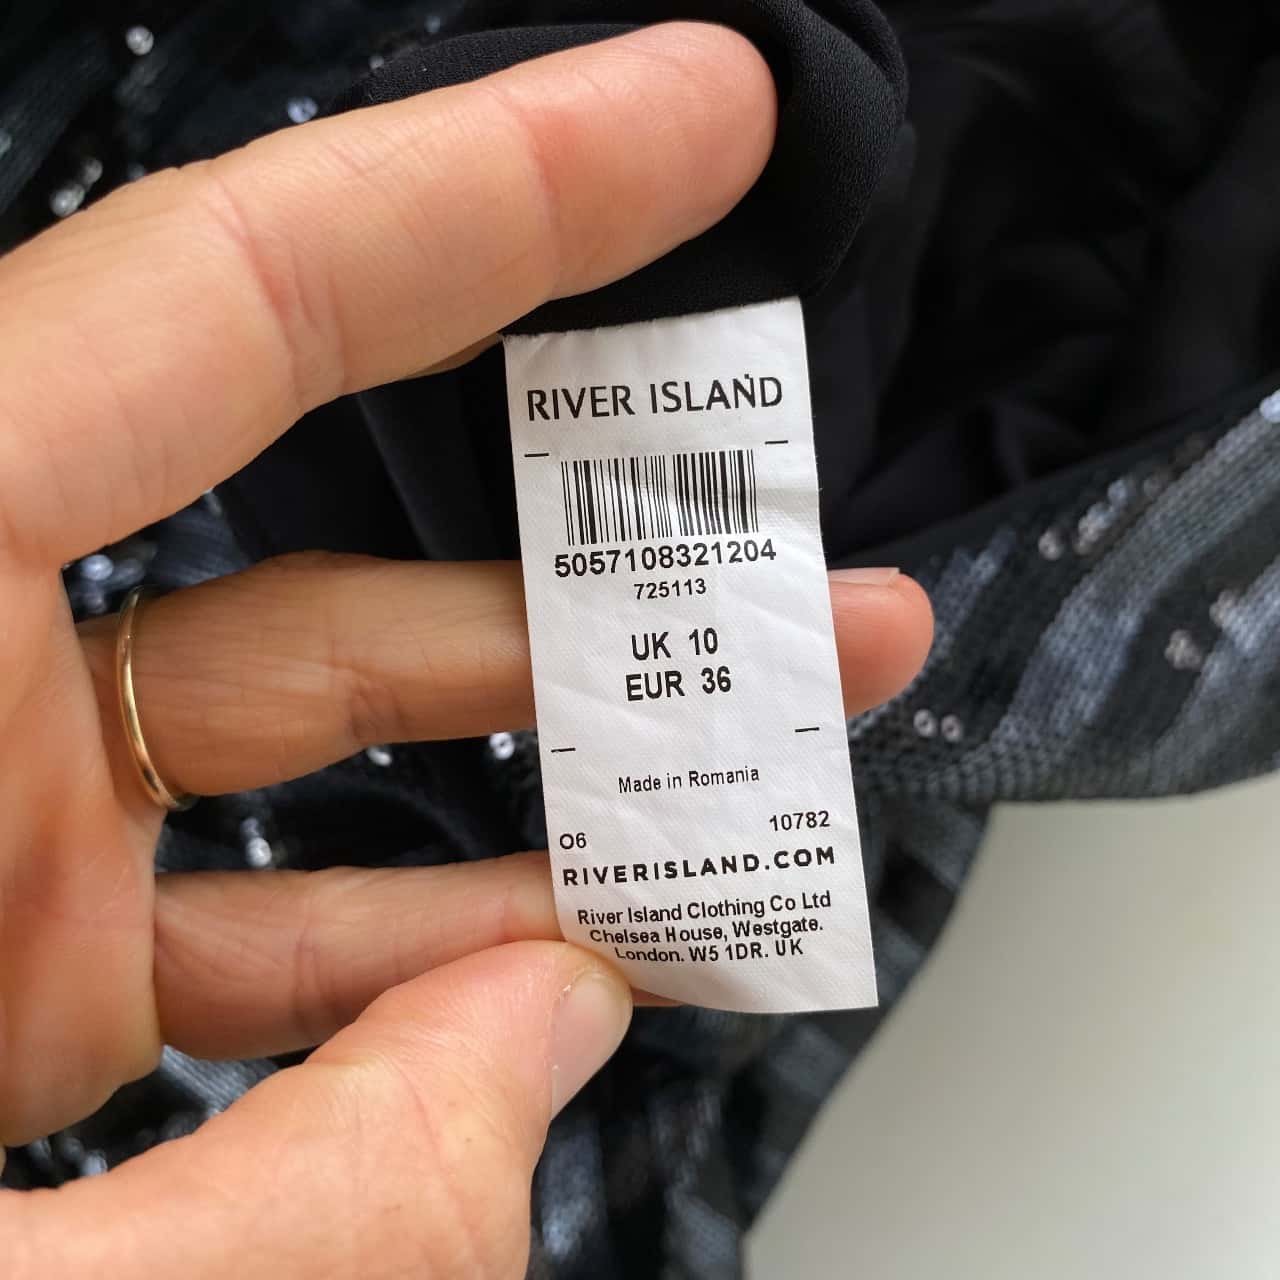 RIVER ISLAND
5057108321204
725113
UK 10
EUR 36
Made in Romania
06 10782
RIVERISLAND.COM
River Island Clothing Co Ltd
Chelsea House, Westgate.
London. W5 1DR. UK